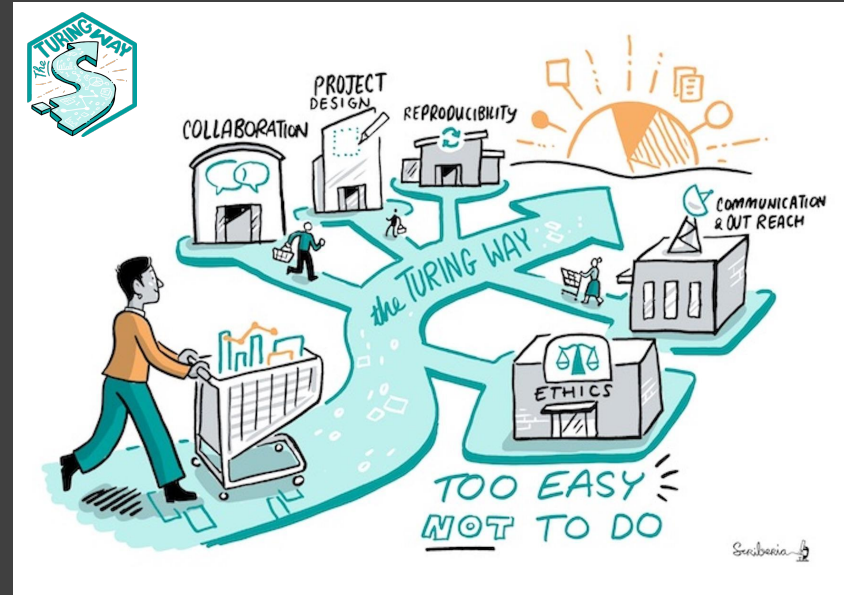 the TURING WAY
COLLABORATION
PROJECT
DESIGN
REPRODUCIBILITY
COMMUNICATION
& OUT REACH
the TURING WAY
ETHICS
TOO EASY
NOT TO DO
Scriberia